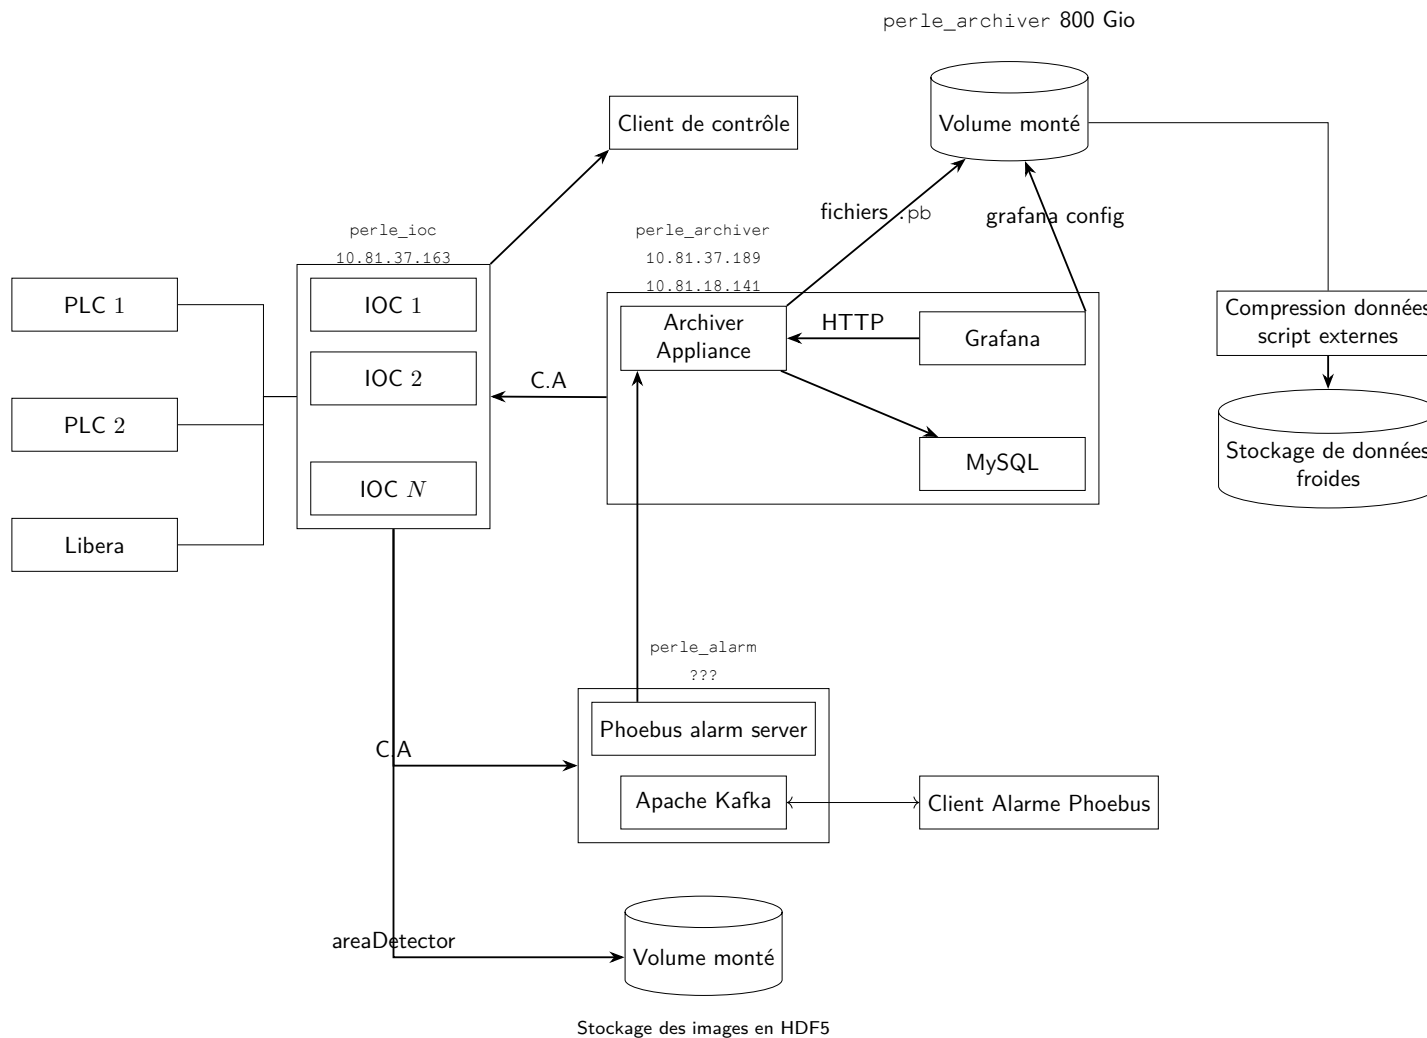 perle_archiver 800 Gio
Client de contrôle
Volume monté
fichiers .pb
grafana config
perle_ioc
10.81.37.163
perle_archiver
10.81.37.189
10.81.18.141
PLC 1
IOC 1
Archiver
Appliance
HTTP
Grafana
Compression données
script externes
IOC 2
C.A
PLC 2
MySQL
Stockage de données
froides
IOC N
Libera
perle_alarm
???
Phoebus alarm server
C.A
Apache Kafka
Client Alarme Phoebus
areaDetector
Volume monté
Stockage des images en HDF5